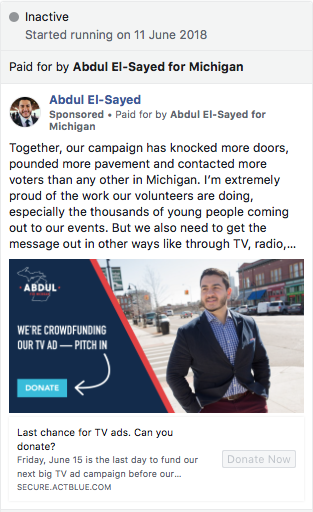 Inactive
Started running on 11 June 2018
Paid for by Abdul El-Sayed for Michigan
Abdul El-Sayed
Sponsored • Paid for by Abdul El-Sayed for
Michigan
Together, our campaign has knocked more doors,
pounded more pavement and contacted more
voters than any other in Michigan. I'm extremely
proud of the work our volunteers are doing,
especially the thousands of young people coming
out to our events. But we also need to get the
message out in other ways like through TV, radio,...
ABDUL
WE'RE CROWDFUNDING
OUR TV AD — PITCH IN
DONATE
Last chance for TV ads. Can you
donate?
Friday, June 15 is the last day to fund our
next big TV ad campaign before our...
SECURE.ACTBLUE.COM
Donate Now